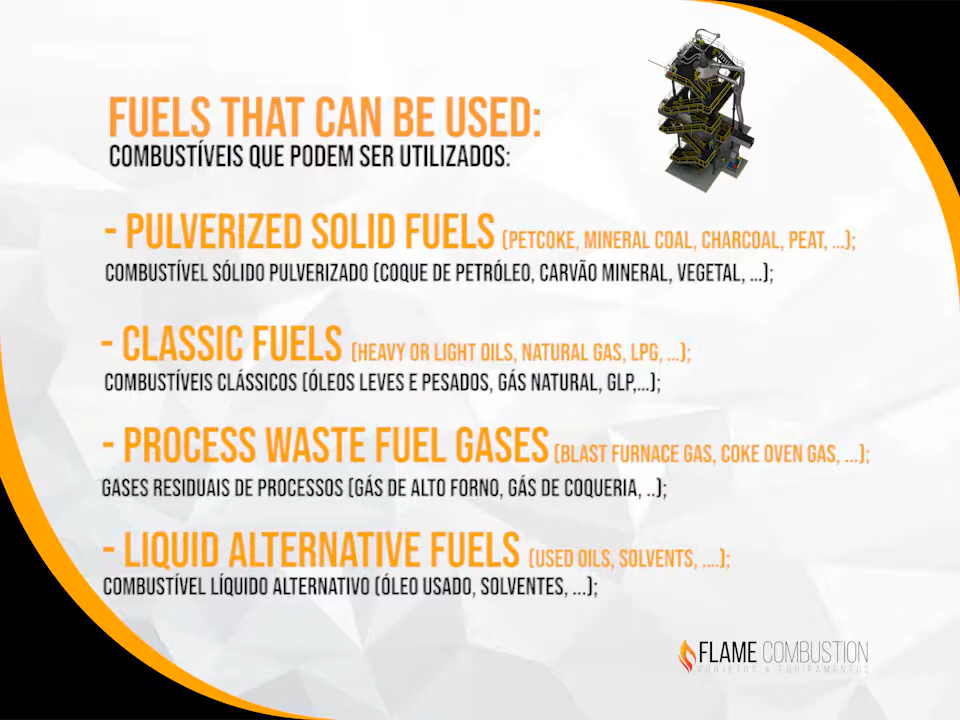 FUELS THAT CAN BE USED:
COMBUSTÍVEIS QUE PODEM SER UTILIZADOS:
- PULVERIZED SOLID FUELS (PETCOKE, MINERAL COAL, CHARCOAL, PEAT, ...);
COMBUSTÍVEL SÓLIDO PULVERIZADO (COQUE DE PETRÓLEO, CARVÃO MINERAL, VEGETAL, ...);
- CLASSIC FUELS (HEAVY OR LIGHT OILS, NATURAL GAS, LPG, ...);
COMBUSTÍVEIS CLÁSSICOS (ÓLEOS LEVES E PESADOS, GÁS NATURAL, GLP,...);
- PROCESS WASTE FUEL GASES (BLAST FURNACE GAS, COKE OVEN GAS, ...);
GASES RESIDUAIS DE PROCESSOS (GÁS DE ALTO FORNO, GÁS DE COQUERIA, ..);
- LIQUID ALTERNATIVE FUELS (USED OILS, SOLVENTS, ....);
COMBUSTÍVEL LÍQUIDO ALTERNATIVO (ÓLEO USADO, SOLVENTES, ...);
FLAME COMBUSTION
PROJETOS & EQUIPAMENTOS